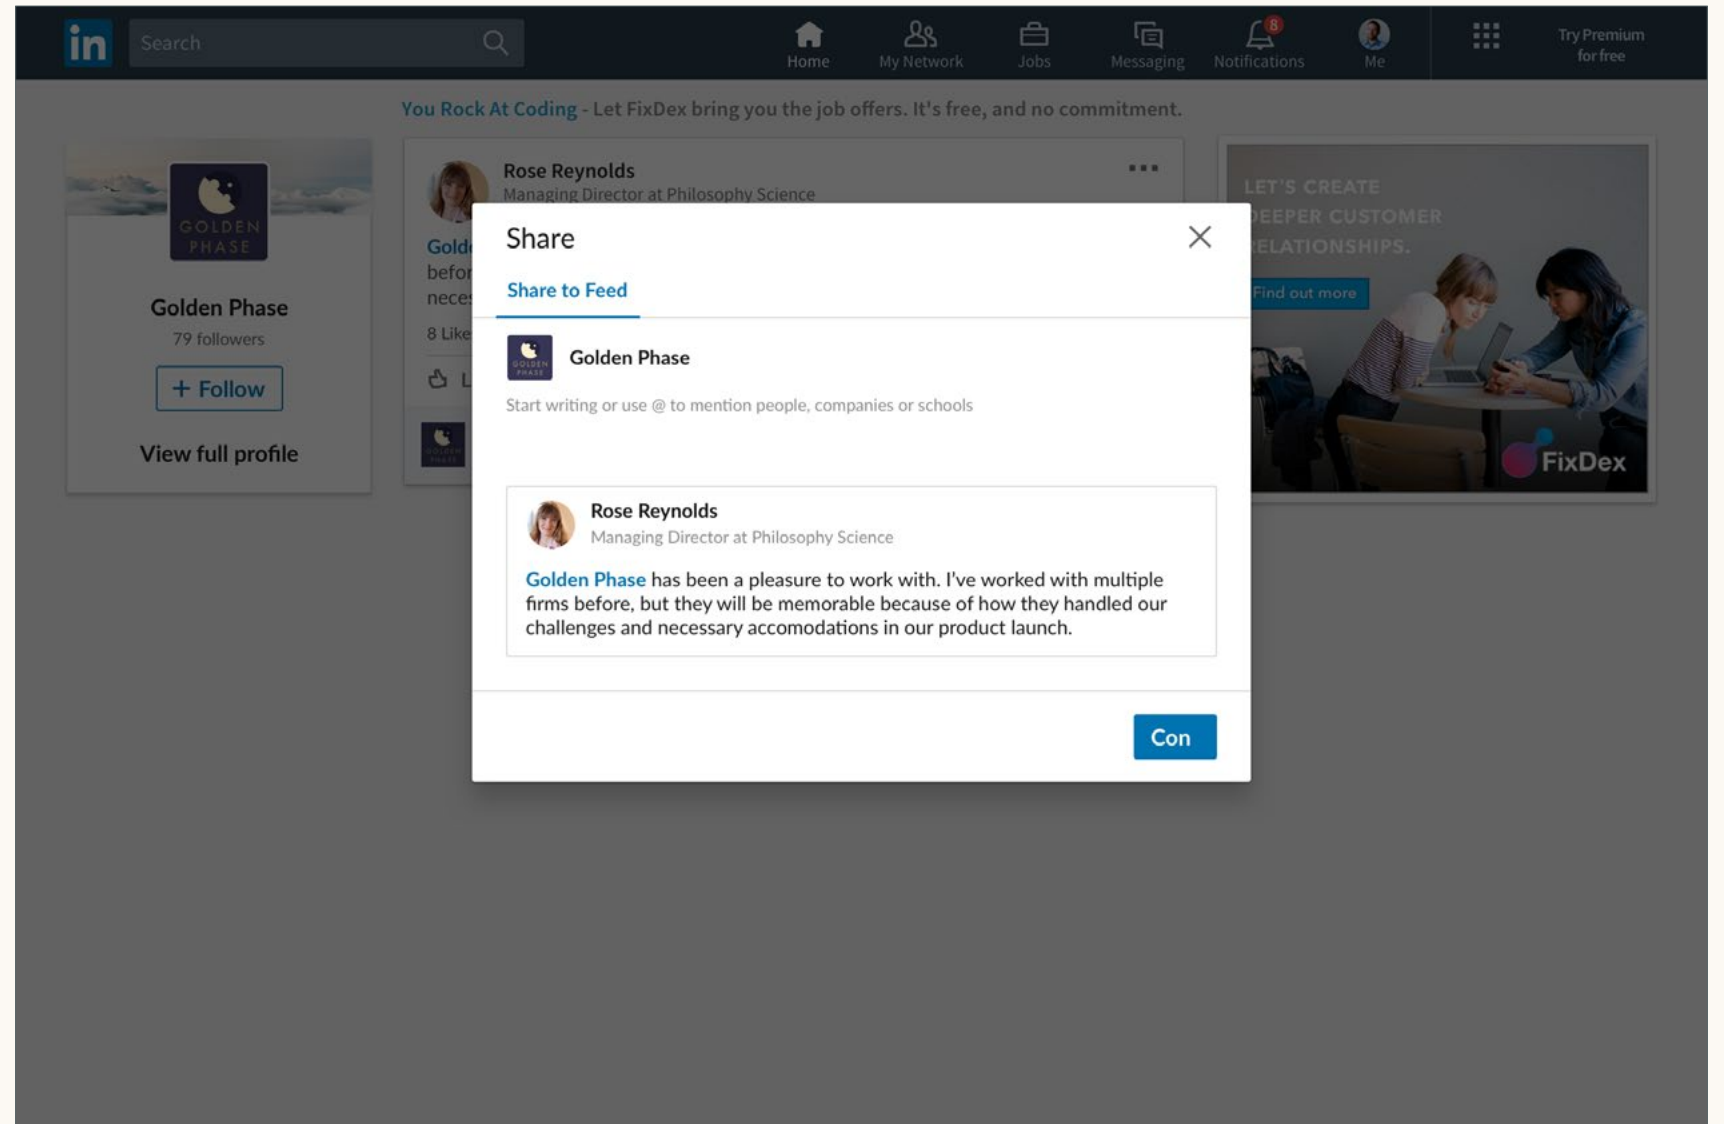 in
Search
Home
My Network
Jobs
Messaging
8
Notifications
Me
Try Premium
for free
You Rock At Coding - Let FixDex bring you the job offers. It's free, and no commitment.
GOLDEN
PHASE
Golden Phase
79 followers
+ Follow
View full profile
Rose Reynolds
Managing Director at Philosophy Science
8 Like
Share
Share to Feed
GOLDEN
PHASE
Golden Phase
Start writing or use @ to mention people, companies or schools
Rose Reynolds
Managing Director at Philosophy Science
Golden Phase has been a pleasure to work with. I've worked with multiple
firms before, but they will be memorable because of how they handled our
challenges and necessary accomodations in our product launch.
Con
LET'S CREATE
DEEPER CUSTOMER
RELATIONSHIPS.
Find out more
FixDex